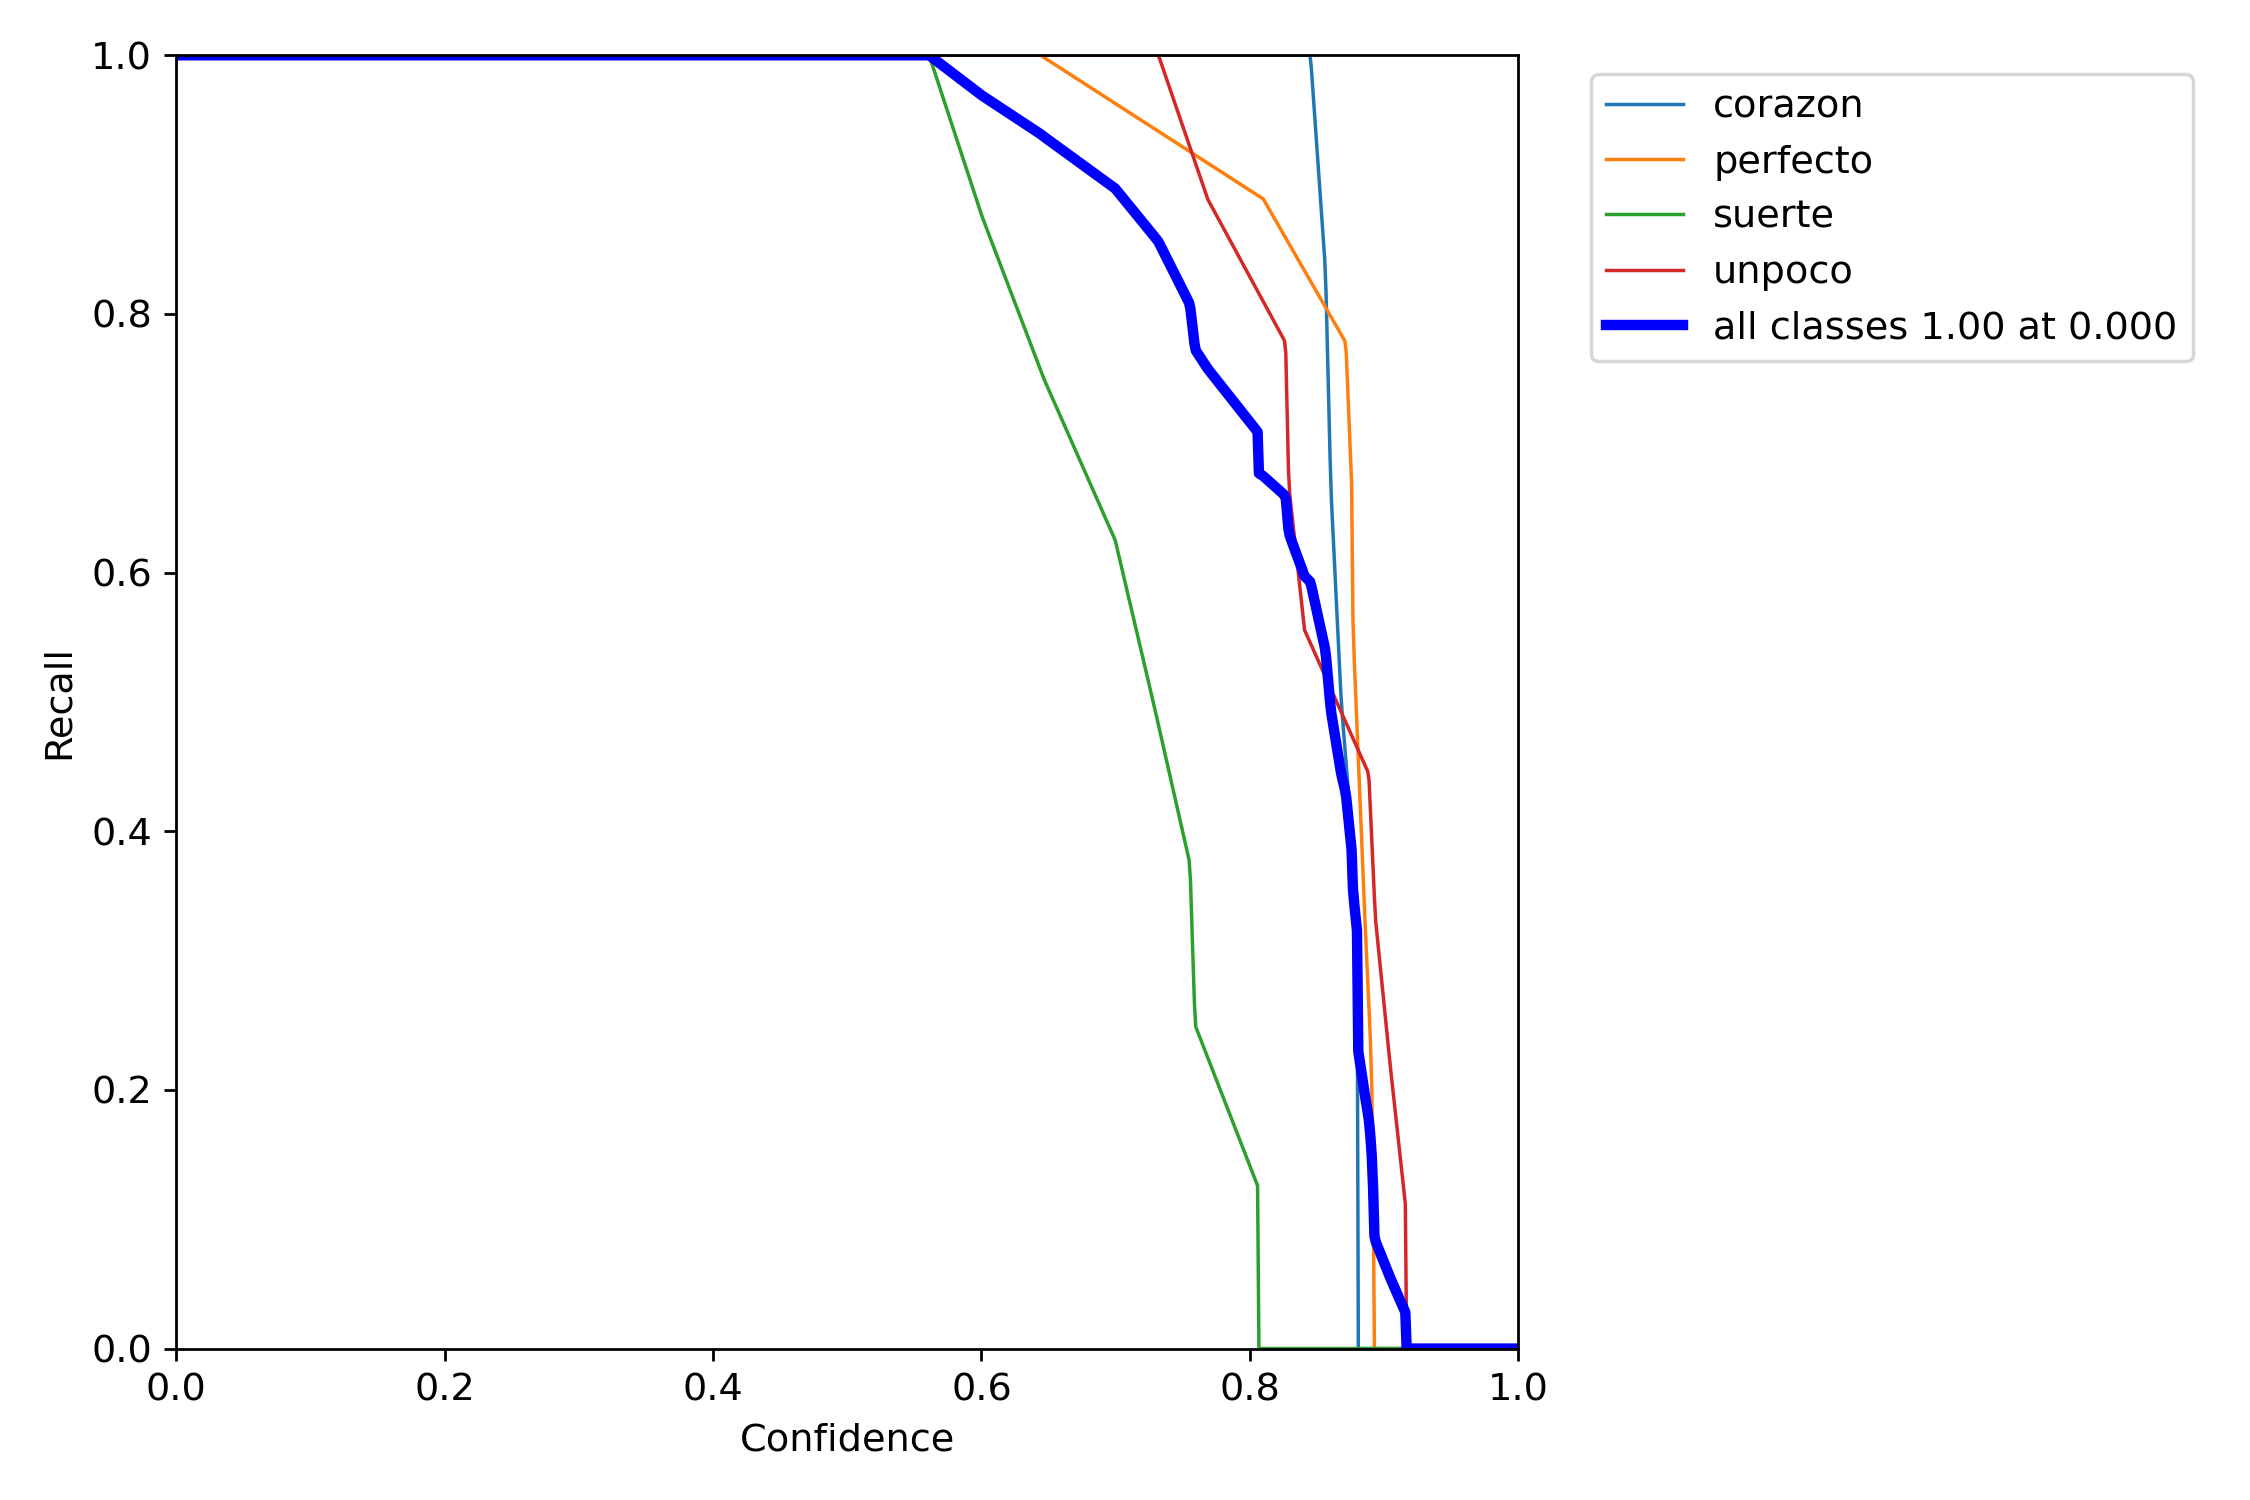 1.0
0.8
0.6
0.4
0.2
0.0
Recall
0.0 0.2 0.4 0.6 0.8 1.0
Confidence
corazon
perfecto
suerte
unpoco
all classes 1.00 at 0.000